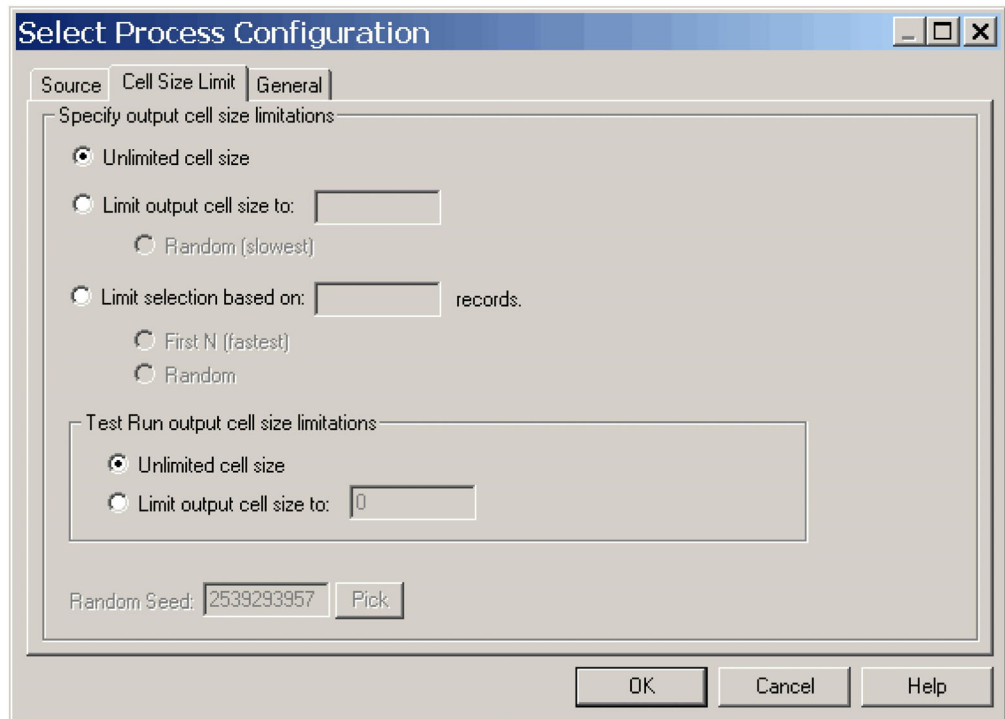 Select Process Configuration
Source Cell Size Limit General
Specify output cell size limitations
Unlimited cell size
Limit output cell size to:
Random (slowest)
Limit selection based on: records.
First N (fastest)
Random
Test Run output cell size limitations
Unlimited cell size
Limit output cell size to: 0
Random Seed: 2539293957 Pick
OK Cancel Help